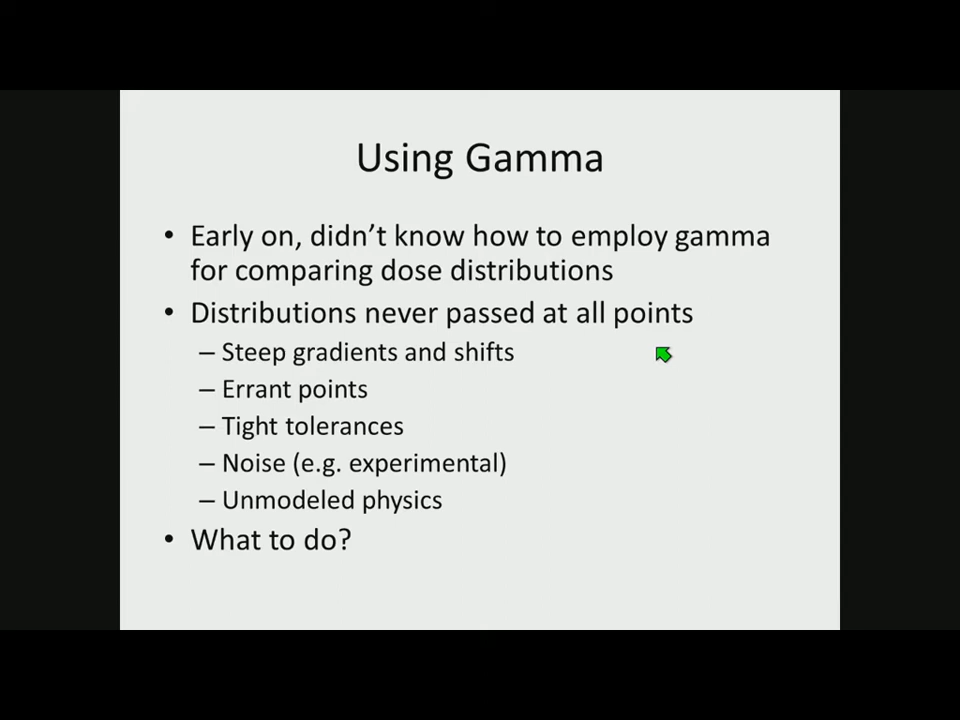 Using Gamma
• Early on, didn’t know how to employ gamma
for comparing dose distributions
• Distributions never passed at all points
– Steep gradients and shifts
– Errant points
– Tight tolerances
– Noise (e.g. experimental)
– Unmodeled physics
• What to do?